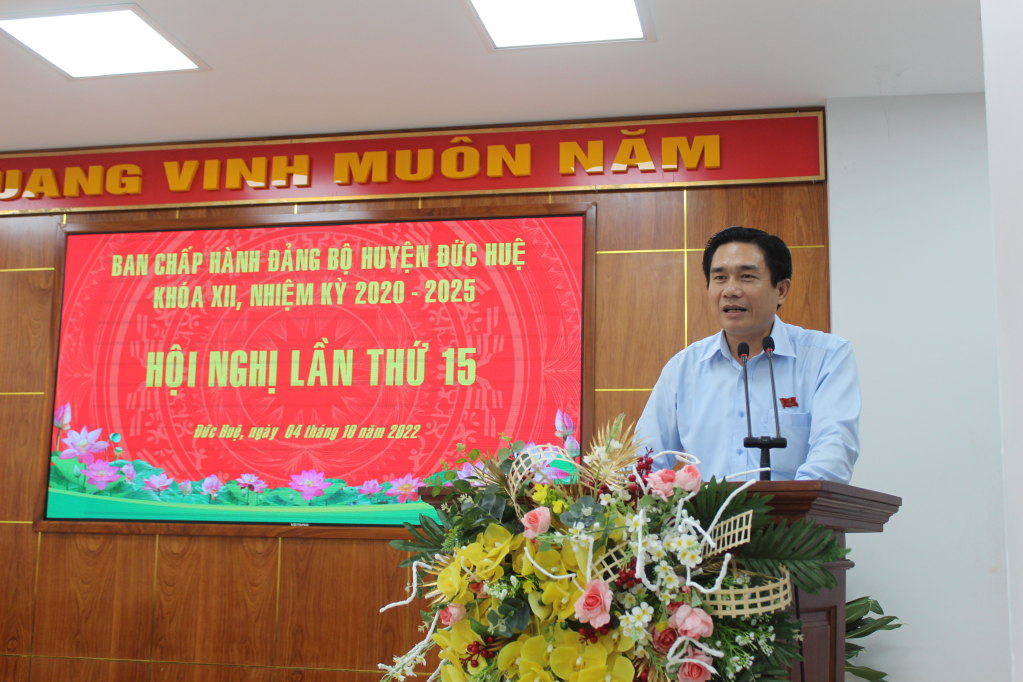 QUANG VINH MUÔN NĂM
BAN CHẤP HÀNH ĐẢNG BỘ HUYỆN ĐỨC HUỆ
KHÓA XII, NHIỆM KỲ 2020 - 2025
HỘI NGHỊ LẦN THỨ 15
Đức Huệ, ngày 04 tháng 10 năm 2022